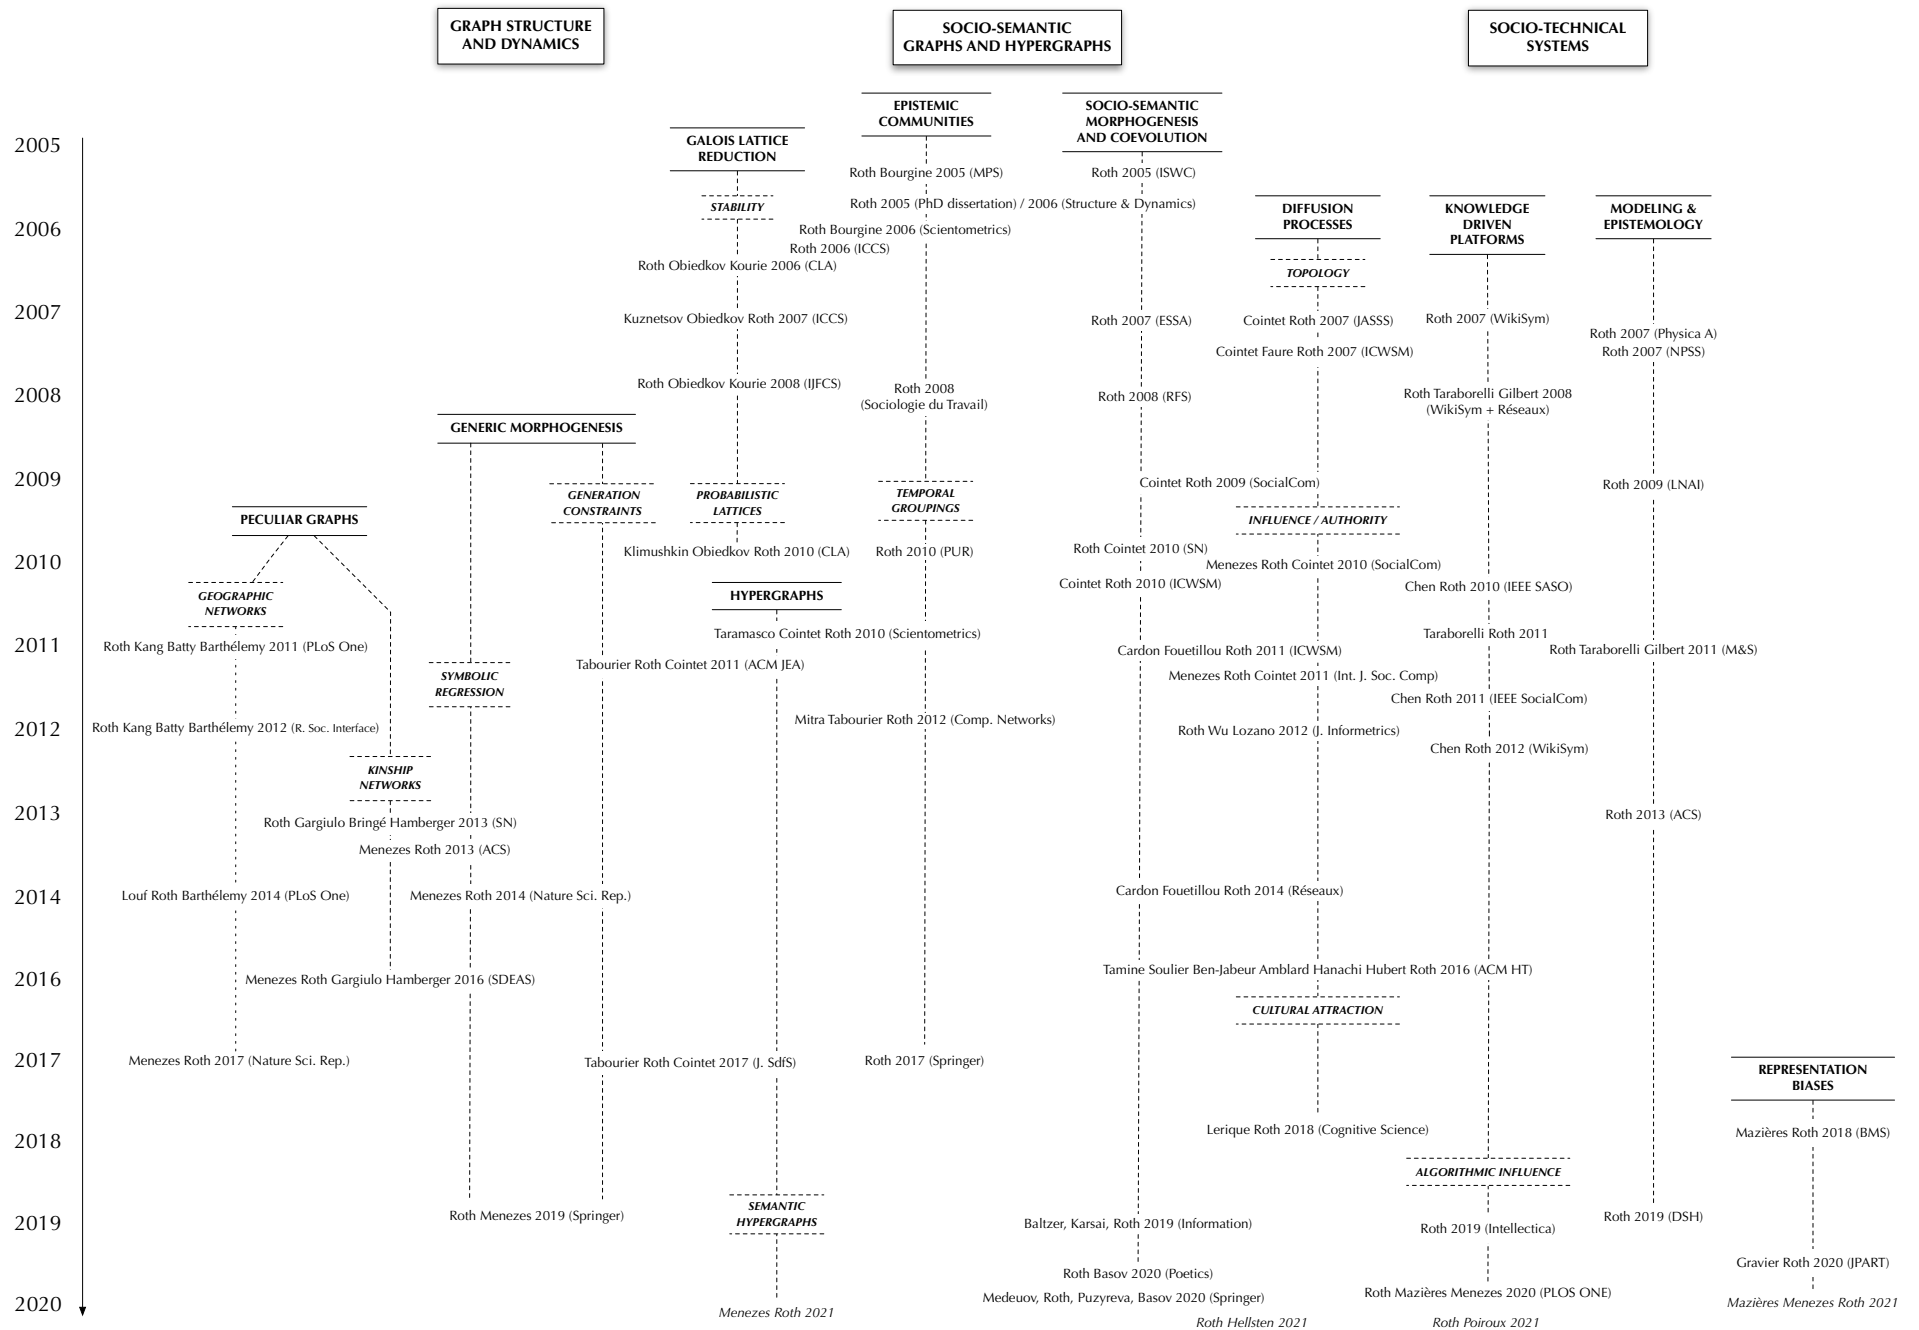 GRAPH STRUCTURE
AND DYNAMICS
SOCIO-SEMANTIC
GRAPHS AND HYPERGRAPHS
SOCIO-TECHNICAL
SYSTEMS
EPISTEMIC
COMMUNITIES
SOCIO-SEMANTIC
MORPHOGENESIS
AND COEVOLUTION
2005
GALOIS LATTICE
REDUCTION
Roth Bourgine 2005 (MPS)
Roth 2005 (ISWC)
STABILITY
Roth 2005 (PhD dissertation) / 2006 (Structure & Dynamics)
DIFFUSION
PROCESSES
KNOWLEDGE
DRIVEN
PLATFORMS
MODELING &
EPISTEMOLOGY
2006
Roth Bourgine 2006 (Scientometrics)
Roth 2006 (ICCS)
Roth Obiedkov Kourie 2006 (CLA)
TOPOLOGY
2007
Kuznetsov Obiedkov Roth 2007 (ICCS)
Roth 2007 (ESSA)
Cointet Roth 2007 (JASSS)
Roth 2007 (WikiSym)
Roth 2007 (Physica A)
Cointet Faure Roth 2007 (ICWSM)
Roth 2007 (NPSS)
2008
Roth Obiedkov Kourie 2008 (IJFCS)
Roth 2008
(Sociologie du Travail)
Roth 2008 (RFS)
Roth Taraborelli Gilbert 2008
(WikiSym + Réseaux)
GENERIC MORPHOGENESIS
2009
Cointet Roth 2009 (SocialCom)
Roth 2009 (LNAI)
GENERATION
CONSTRAINTS
PROBABILISTIC
LATTICES
TEMPORAL
GROUPINGS
PECULIAR GRAPHS
INFLUENCE / AUTHORITY
2010
Klimushkin Obiedkov Roth 2010 (CLA)
Roth 2010 (PUR)
Roth Cointet 2010 (SN)
Menezes Roth Cointet 2010 (SocialCom)
Cointet Roth 2010 (ICWSM)
Chen Roth 2010 (IEEE SASO)
GEOGRAPHIC
NETWORKS
HYPERGRAPHS
2011
Taramasco Cointet Roth 2010 (Scientometrics)
Taraborelli Roth 2011
Roth Kang Batty Barthélemy 2011 (PLoS One)
Cardon Fouetillou Roth 2011 (ICWSM)
Roth Taraborelli Gilbert 2011 (M&S)
Tabourier Roth Cointet 2011 (ACM JEA)
SYMBOLIC
REGRESSION
Menezes Roth Cointet 2011 (Int. J. Soc. Comp)
Chen Roth 2011 (IEEE SocialCom)
2012
Mitra Tabourier Roth 2012 (Comp. Networks)
Roth Kang Batty Barthélemy 2012 (R. Soc. Interface)
Roth Wu Lozano 2012 (J. Informetrics)
Chen Roth 2012 (WikiSym)
KINSHIP
NETWORKS
2013
Roth Gargiulo Bringé Hamberger 2013 (SN)
Roth 2013 (ACS)
Menezes Roth 2013 (ACS)
2014
Louf Roth Barthélemy 2014 (PLoS One)
Menezes Roth 2014 (Nature Sci. Rep.)
Cardon Fouetillou Roth 2014 (Réseaux)
2016
Menezes Roth Gargiulo Hamberger 2016 (SDEAS)
Tamine Soulier Ben-Jabeur Amblard Hanachi Hubert Roth 2016 (ACM HT)
CULTURAL ATTRACTION
2017
Menezes Roth 2017 (Nature Sci. Rep.)
Tabourier Roth Cointet 2017 (J. SdfS)
Roth 2017 (Springer)
REPRESENTATION
BIASES
2018
Lerique Roth 2018 (Cognitive Science)
Mazières Roth 2018 (BMS)
ALGORITHMIC INFLUENCE
2019
Roth Menezes 2019 (Springer)
SEMANTIC
HYPERGRAPHS
Baltzer, Karsai, Roth 2019 (Information)
Roth 2019 (Intellectica)
Roth 2019 (DSH)
Roth Basov 2020 (Poetics)
Gravier Roth 2020 (JPART)
2020
Medeuov, Roth, Puzyreva, Basov 2020 (Springer)
Roth Mazières Menezes 2020 (PLOS ONE)
Menezes Roth 2021
Mazières Menezes Roth 2021
Roth Hellsten 2021
Roth Poiroux 2021